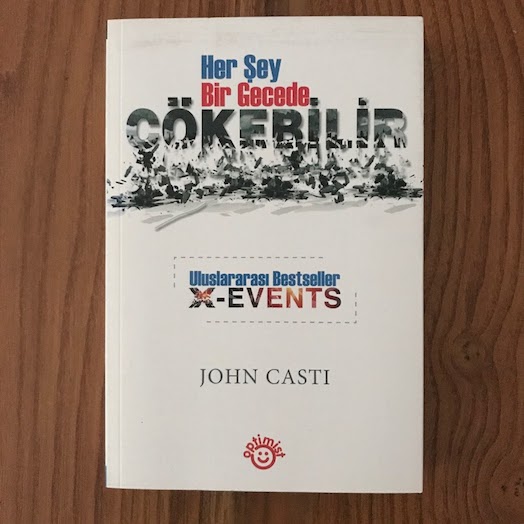 Her Şey
Bir Gecede
ÇÖKEBİLİR
Uluslararası Bestseller
X-EVENTS
JOHN CASTI
optimist